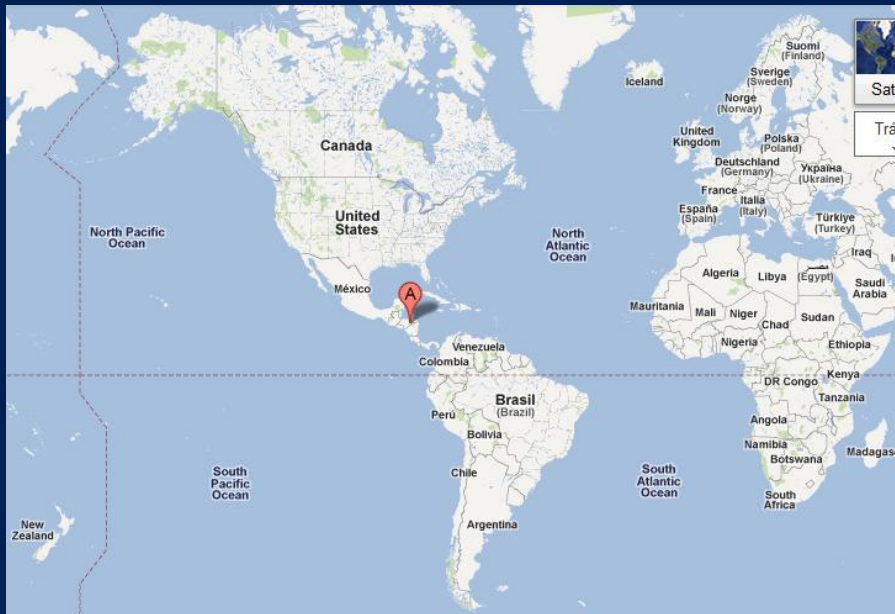 Suomi
(Finland)
Sverige
(Sweden)
Iceland
Norge
(Norway)
Sat
Trá
United
Kingdom
Polska
(Poland)
Canada
Deutschland
(Germany)
Україна
(Ukraine)
France
United
States
Italia
(Italy)
España
(Spain)
Türkiye
(Turkey)
North Pacific
Ocean
North
Atlantic
Ocean
Iraq
Algeria
Libya
(Egypt)
México
A
Saudi
Arabia
Mauritania
Mali
Niger
Chad
Sudan
Nigeria
Ethiopia
Venezuela
Colombia
Kenya
DR Congo
Tanzania
Brasil
(Brazil)
Perú
Angola
Bolivia
Namibia
Botswana
Madagasc
South
Pacific
Ocean
Chile
South
Atlantic
Ocean
South
Africa
New
Zealand
Argentina